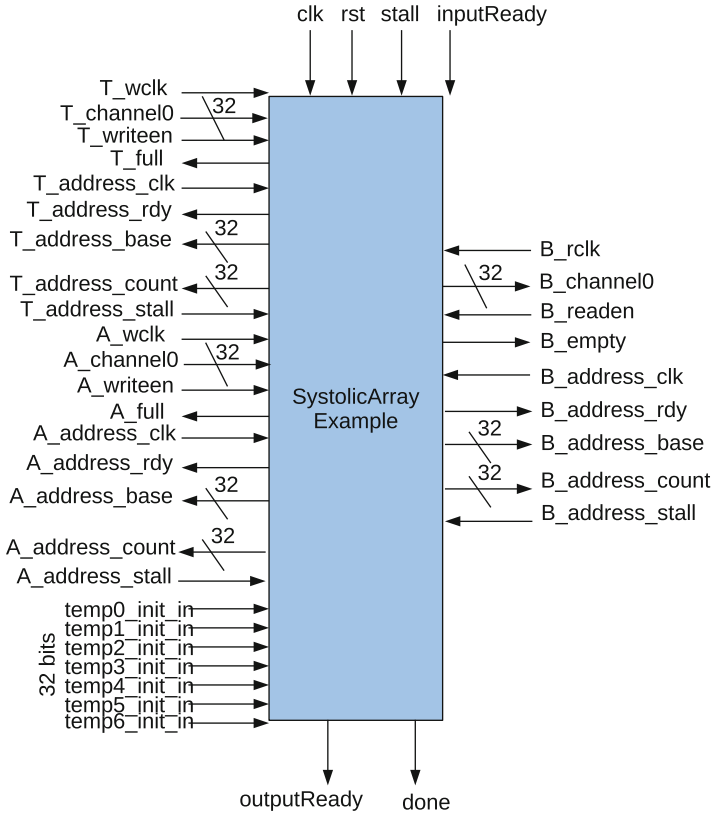 clk rst stall inputReady
T_wclk
32
T_channel0
T_writeen
T_full
T_address_clk
T_address_rdy
32
T_address_base
32
T_address_count
T_address_stall
A_wclk
32
A_channel0
A_writeen
A_full
A_address_clk
A_address_rdy
32
A_address_base
32
A_address_count
A_address_stall
32 bits
temp0_init_in
temp1_init_in
temp2_init_in
temp3_init_in
temp4_init_in
temp5_init_in
temp6_init_in
SystolicArray
Example
B_rclk
32
B_channel0
B_readen
B_empty
B_address_clk
B_address_rdy
32
B_address_base
32
B_address_count
B_address_stall
outputReady done